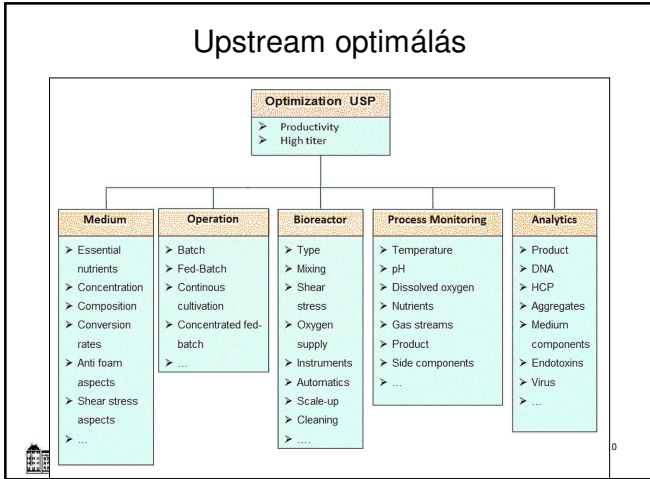 Upstream optimálás
Optimization USP
➢ Productivity
➢ High titer
Medium
➢ Essential
nutrients
➢ Concentration
➢ Composition
➢ Conversion
rates
➢ Anti foam
aspects
➢ Shear stress
aspects
➢ ...
Operation
➢ Batch
➢ Fed-Batch
➢ Continous
cultivation
➢ Concentrated fed-
batch
➢ ...
Bioreactor
➢ Type
➢ Mixing
➢ Shear
stress
➢ Oxygen
supply
➢ Instruments
➢ Automatics
➢ Scale-up
➢ Cleaning
➢ ....
Process Monitoring
➢ Temperature
➢ pH
➢ Dissolved oxygen
➢ Nutrients
➢ Gas streams
➢ Product
➢ Side components
➢ ...
Analytics
➢ Product
➢ DNA
➢ HCP
➢ Aggregates
➢ Medium
components
➢ Endotoxins
➢ Virus
➢ ...
0